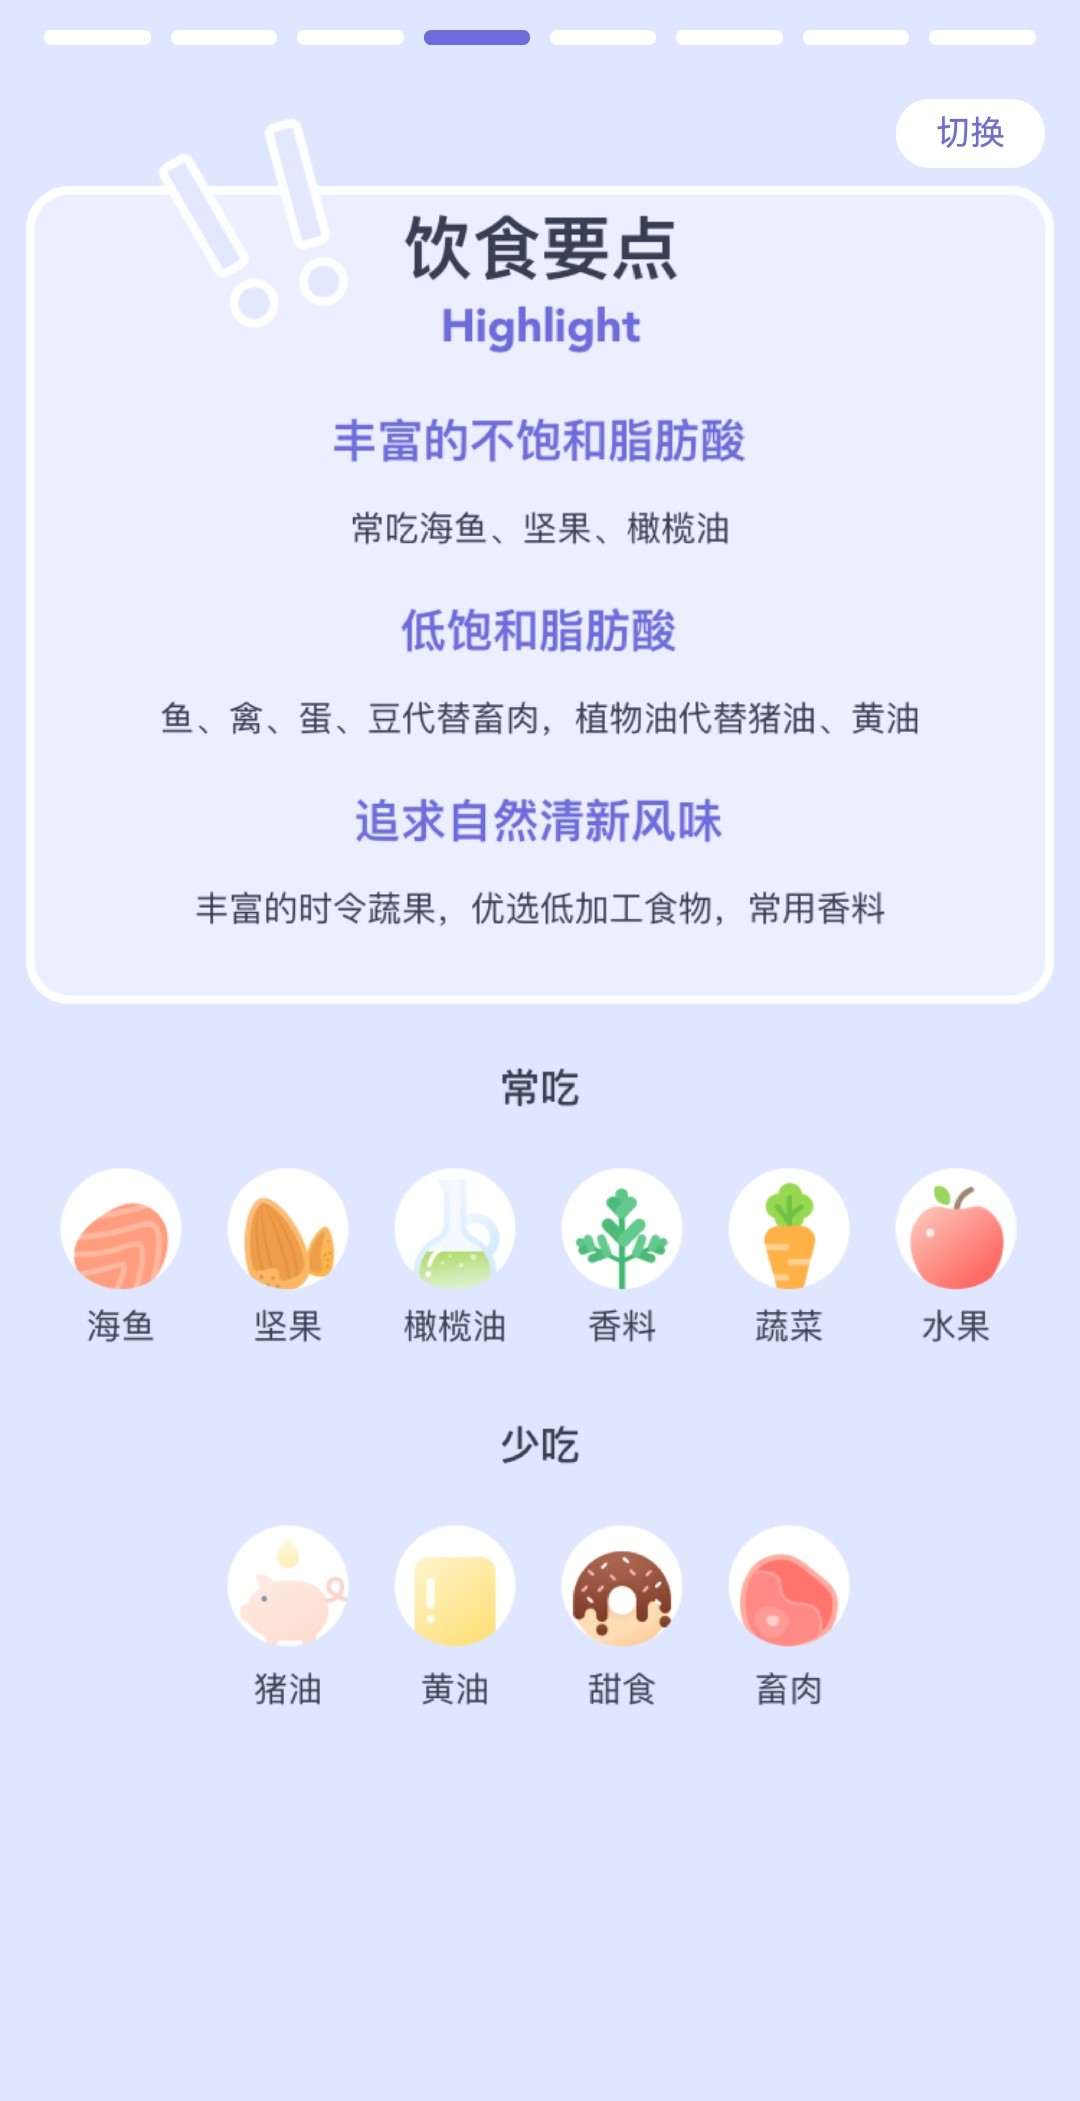 切换
饮食要点
Highlight
丰富的不饱和脂肪酸
常吃海鱼、坚果、橄榄油
低饱和脂肪酸
鱼、禽、蛋、豆代替畜肉，植物油代替猪油、黄油
追求自然清新风味
丰富的时令蔬果，优选低加工食物，常用香料
常吃
海鱼 坚果 橄榄油 香料 蔬菜 水果
少吃
猪油 黄油 甜食 畜肉